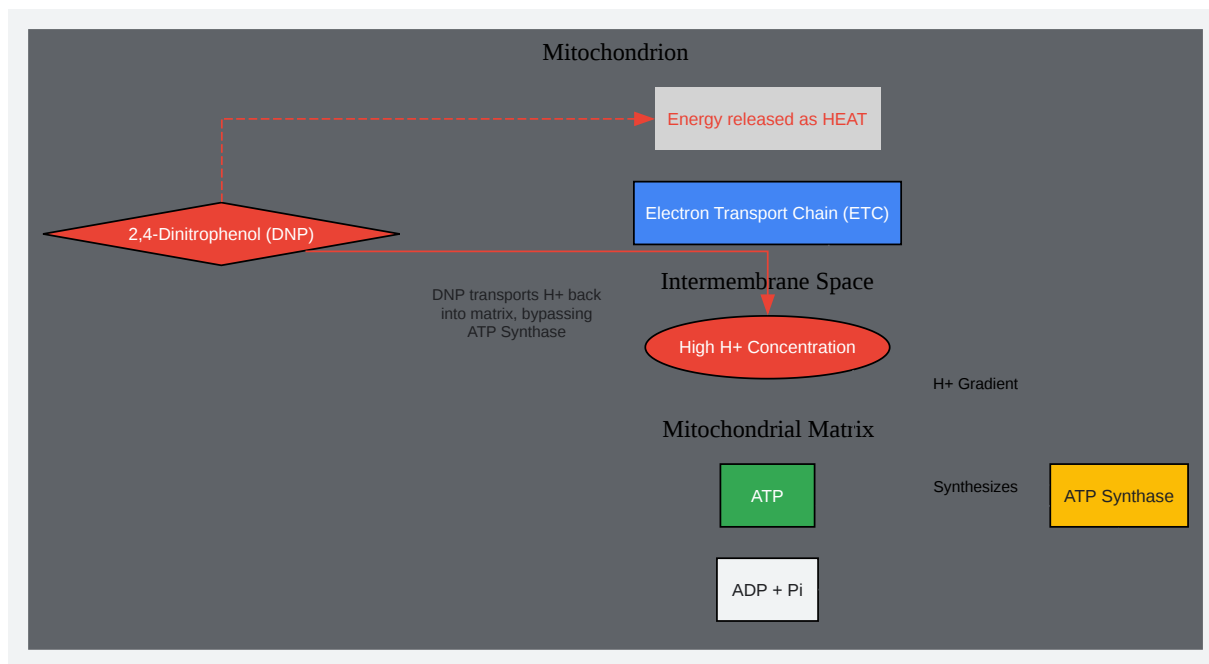 Mitochondrion
Energy released as HEAT
Electron Transport Chain (ETC)
2,4-Dinitrophenol (DNP)
Intermembrane Space
DNP transports H+ back
into matrix, bypassing
ATP Synthase
High H+ Concentration
H+ Gradient
Mitochondrial Matrix
ATP
Synthesizes
ATP Synthase
ADP + Pi